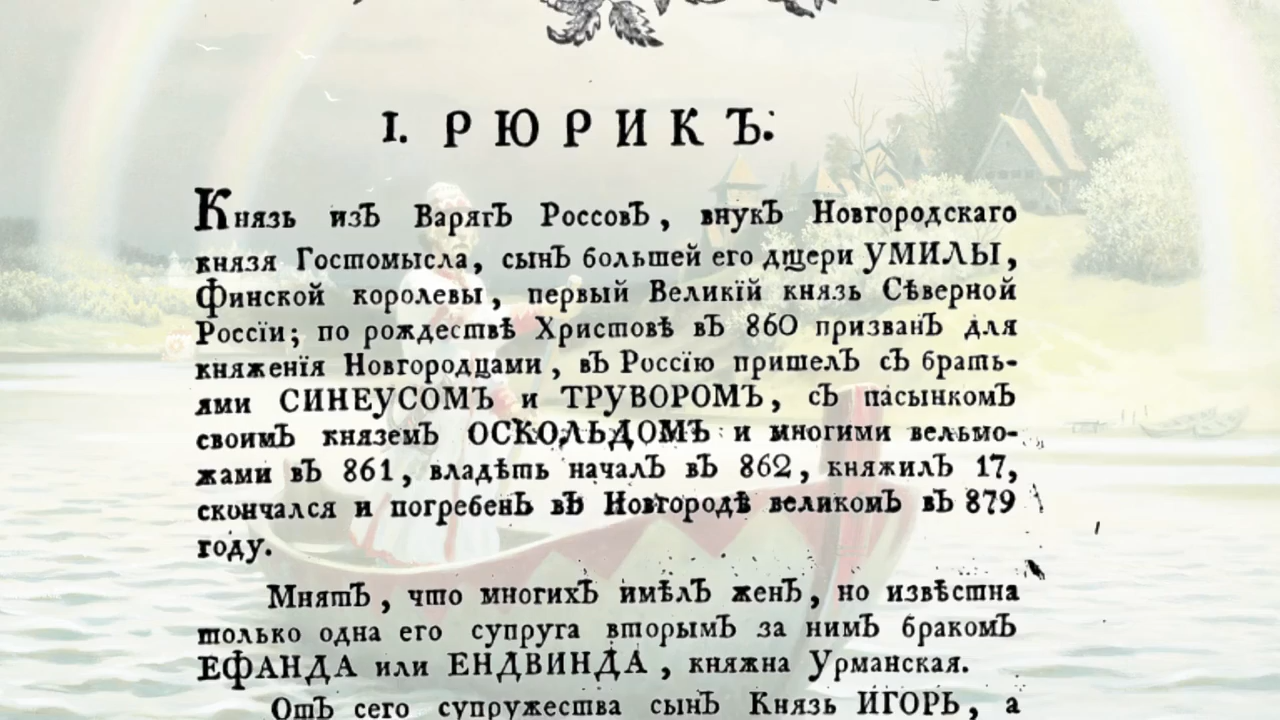 I. РЮРИКЪ.
Князь изЪ ВарягЪ РоссовЪ, внукЪ Новгородскаго
князя Гостомысла, сынЪ большей его дщери УМИЛЫ,
Финской королевы, первый Великїй князь Сѣверной
Россїи; по рождествѣ Христовѣ вЪ 860 призванЪ для
княженїя Новгородцами, вЪ Россїю пришелЪ сЪ брать-
ями СИНЕУСОМЪ и ТРУВОРОМЪ, сЪ пасынкомЪ
своимЪ княземЪ ОСКОЛЬДОМЪ и многими вельмо-
жами вЪ 861, владѣть началЪ вЪ 862, княжилЪ 17,
скончался и погребенЪ вЪ Новгородѣ великомЪ вЪ 879
году.
МнятЪ, что многихЪ имѣлЪ женЪ, но извѣстна
только одна его супруга вторымЪ за нимЪ бракомЪ
ЕФАНДА или ЕНДВИНДА, княжна Урманская.
ОтЪ сего супружества сынЪ Князь ИГОРЬ, а